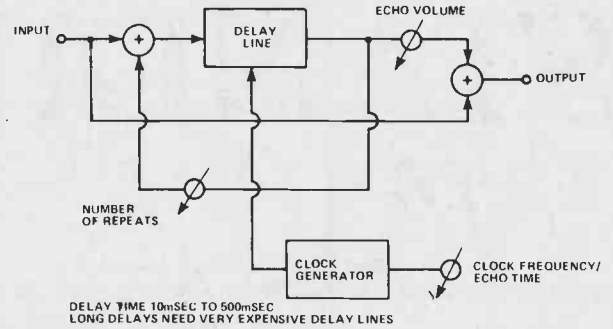 ECHO VOLUME
INPUT
+
DELAY
LINE
+
OUTPUT
NUMBER
OF REPEATS
CLOCK
GENERATOR
CLOCK FREQUENCY/
ECHO TIME
DELAY TIME 10mSEC TO 500mSEC
LONG DELAYS NEED VERY EXPENSIVE DELAY LINES